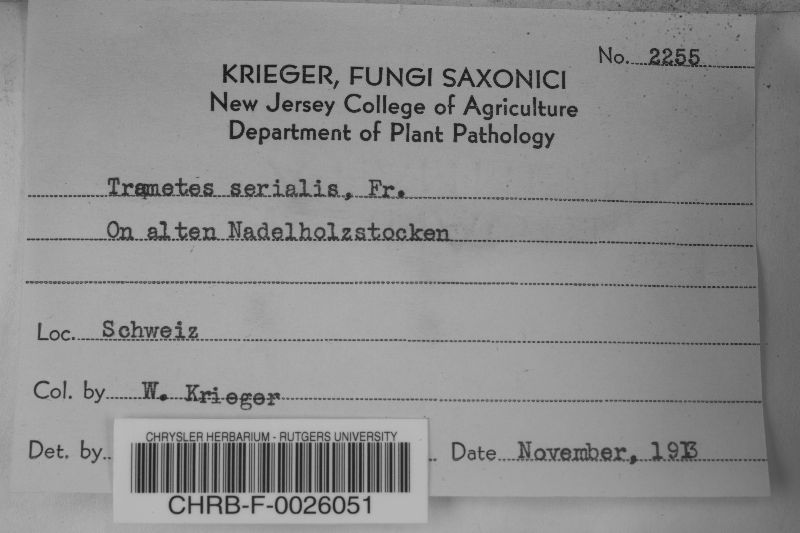 No. 2255
KRIEGER, FUNGI SAXONICI
New Jersey College of Agriculture
Department of Plant Pathology
Trametes serialis, Fr.
On alten Nadelholzstocken
Loc. Schweiz
Col. by W. Krieger
Det. by Date November, 1913
CHRYSLER HERBARIUM - RUTGERS UNIVERSITY
CHRB-F-0026051